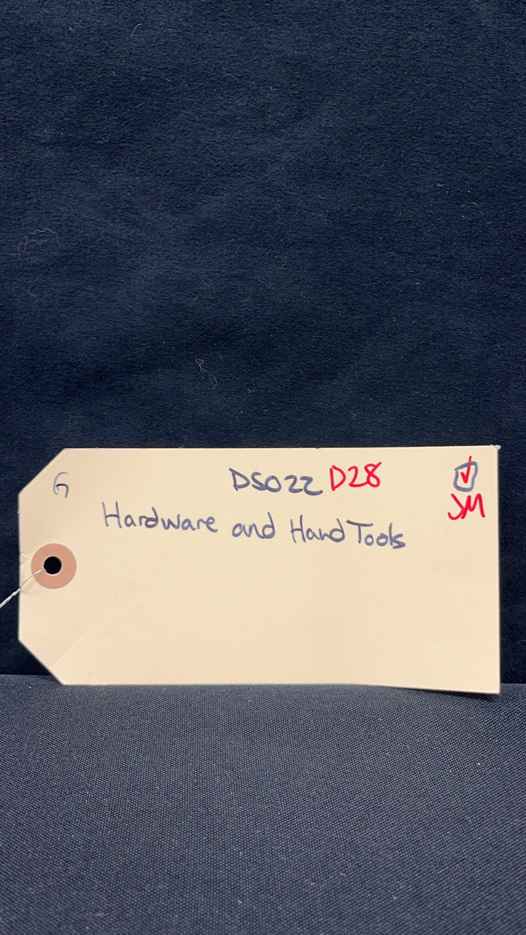 G DS022 D28 ✓
JM
Hardware and Hand Tools